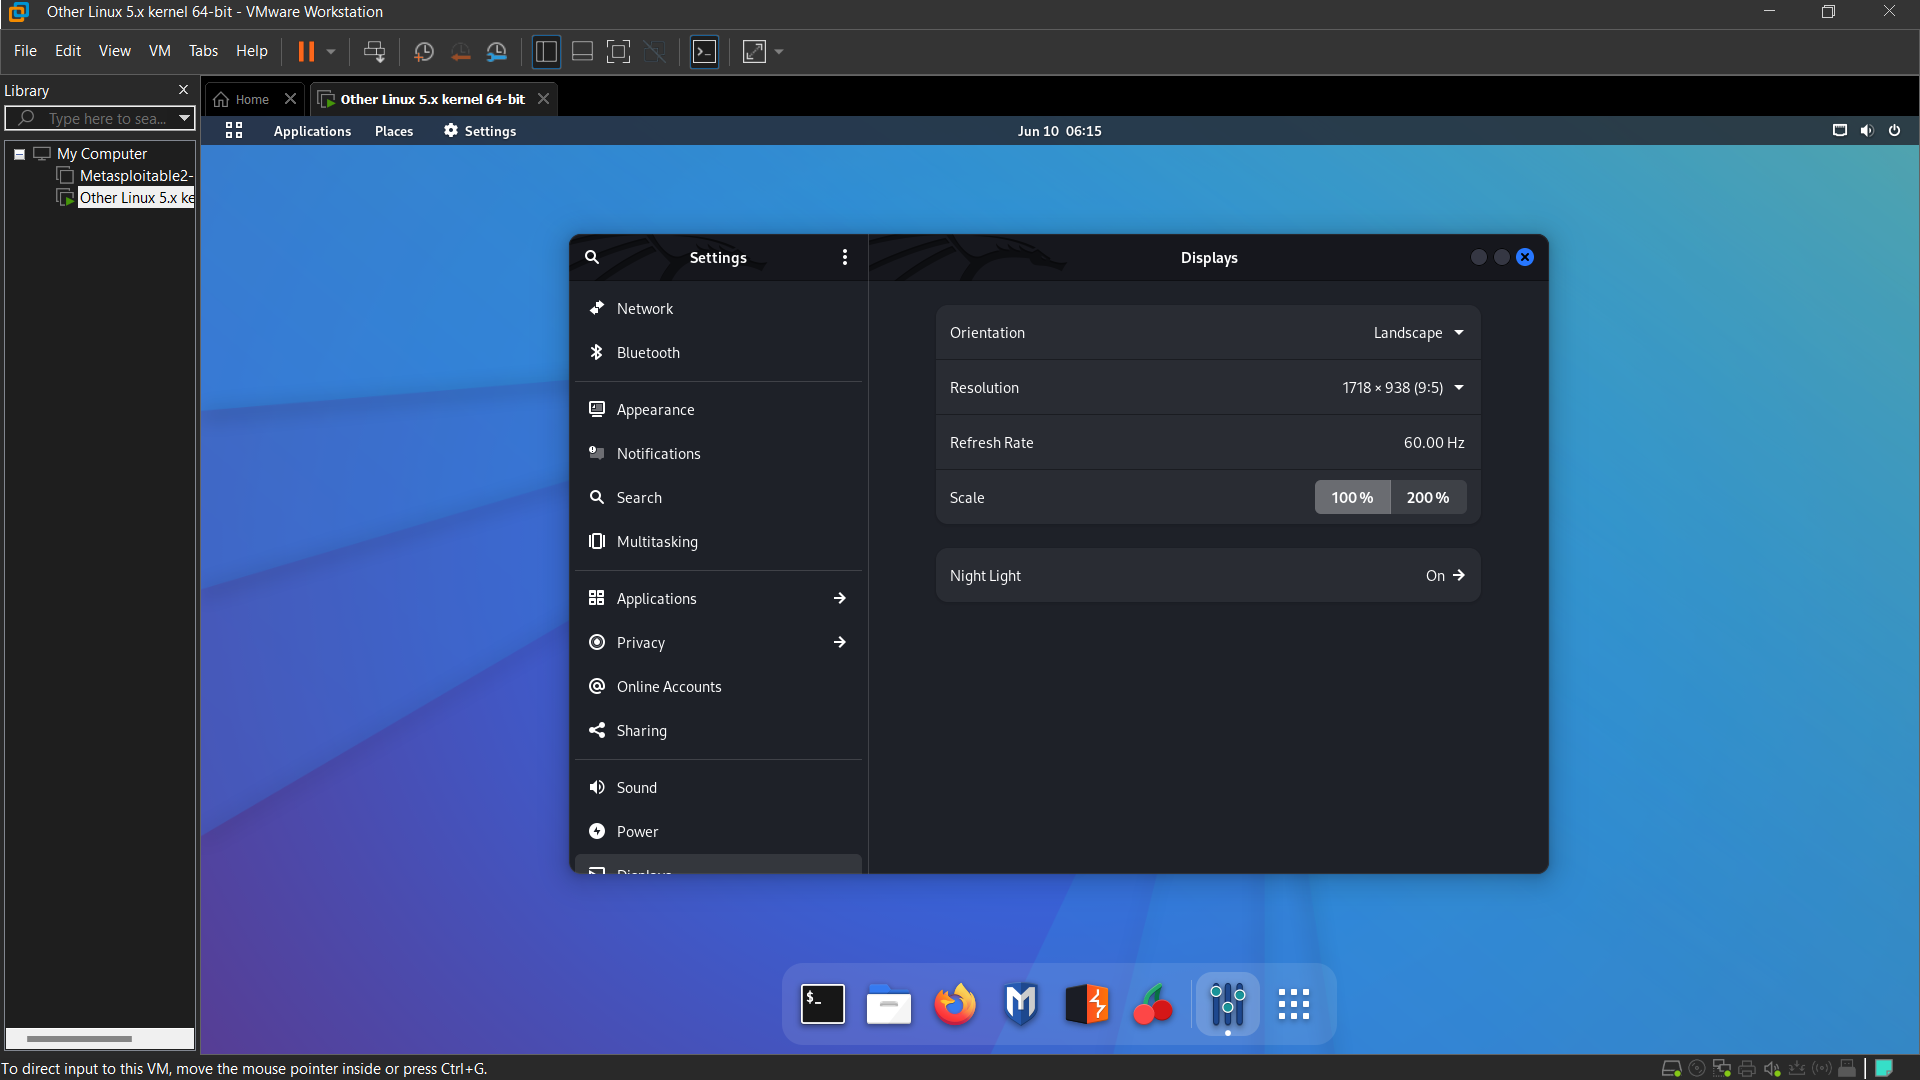 Other Linux 5.x kernel 64-bit - VMware Workstation
File Edit View VM Tabs Help
Library
Type here to sea...
My Computer
Metasploitable2-
Other Linux 5.x ke
Home
Other Linux 5.x kernel 64-bit
Applications Places Settings
Jun 10 06:15
Settings
Network
Bluetooth
Appearance
Notifications
Search
Multitasking
Applications
Privacy
Online Accounts
Sharing
Sound
Power
Displays
Displays
Orientation Landscape
Resolution 1718 × 938 (9:5)
Refresh Rate 60.00 Hz
Scale 100 % 200 %
Night Light On
$_
To direct input to this VM, move the mouse pointer inside or press Ctrl+G.